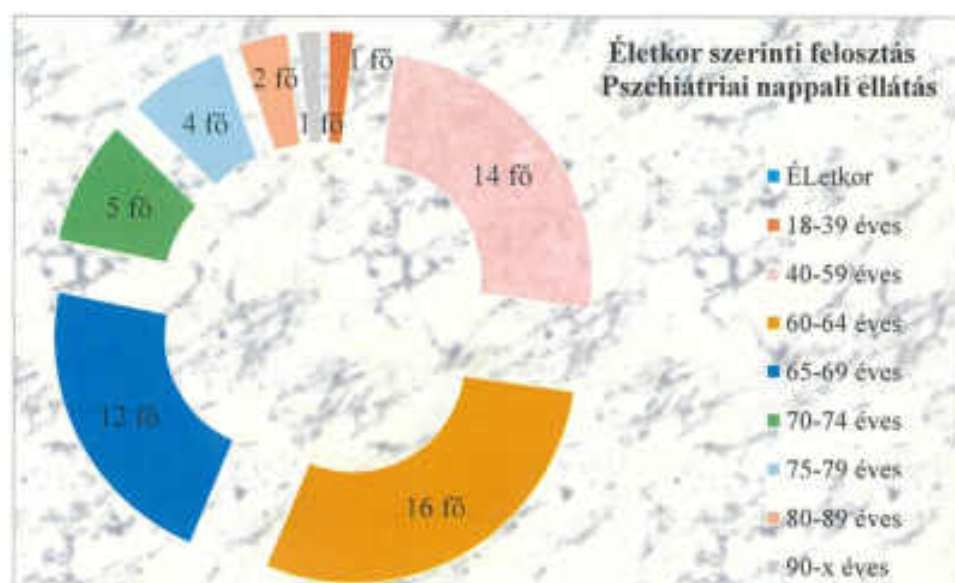 Életkor szerinti felosztás
Pszehiátriai nappali ellátás
1 fő
14 fő
16 fő
12 fő
5 fő
4 fő
2 fő
1 fő
ÉLetkor
18-39 éves
40-59 éves
60-64 éves
65-69 éves
70-74 éves
75-79 éves
80-89 éves
90-x éves